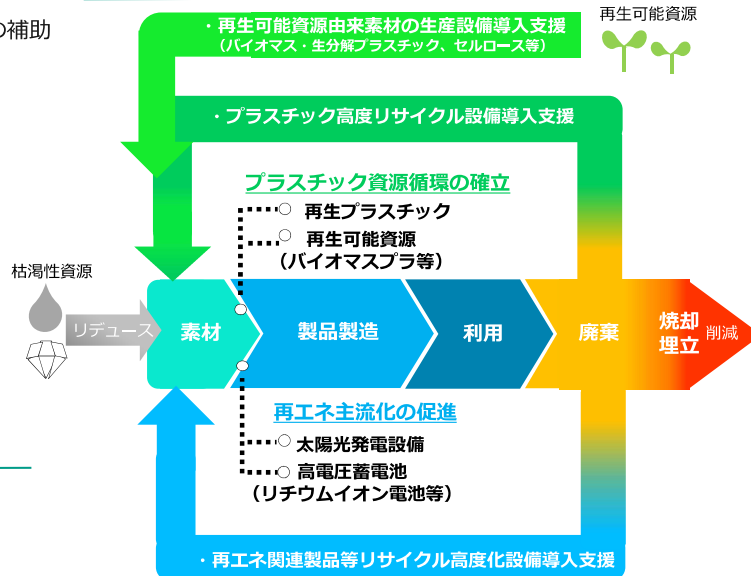 の補助
・再生可能資源由来素材の生産設備導入支援
（バイオマス・生分解プラスチック、セルロース等）
再生可能資源
・プラスチック高度リサイクル設備導入支援
プラスチック資源循環の確立
再生プラスチック
再生可能資源
（バイオマスプラ等）
枯渇性資源
リデュース
素材
製品製造
利用
廃棄
焼却
埋立
削減
再エネ主流化の促進
太陽光発電設備
高電圧蓄電池
（リチウムイオン電池等）
・再エネ関連製品等リサイクル高度化設備導入支援